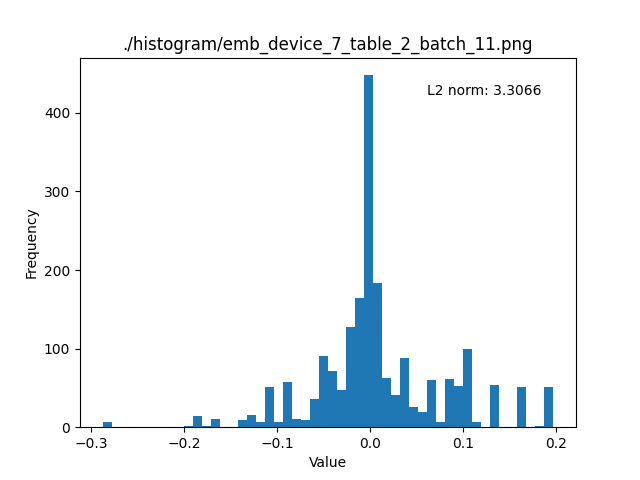 ./histogram/emb_device_7_table_2_batch_11.png
L2 norm: 3.3066
Frequency
400
300
200
100
0
−0.3
−0.2
−0.1
0.0
0.1
0.2
Value